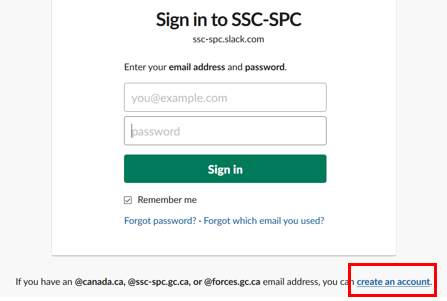 Sign in to SSC-SPC
ssc-spc.slack.com
Enter your email address and password.
you@example.com
password
Sign in
Remember me
Forgot password? · Forgot which email you used?
If you have an @canada.ca, @ssc-spc.gc.ca, or @forces.gc.ca email address, you can create an account.